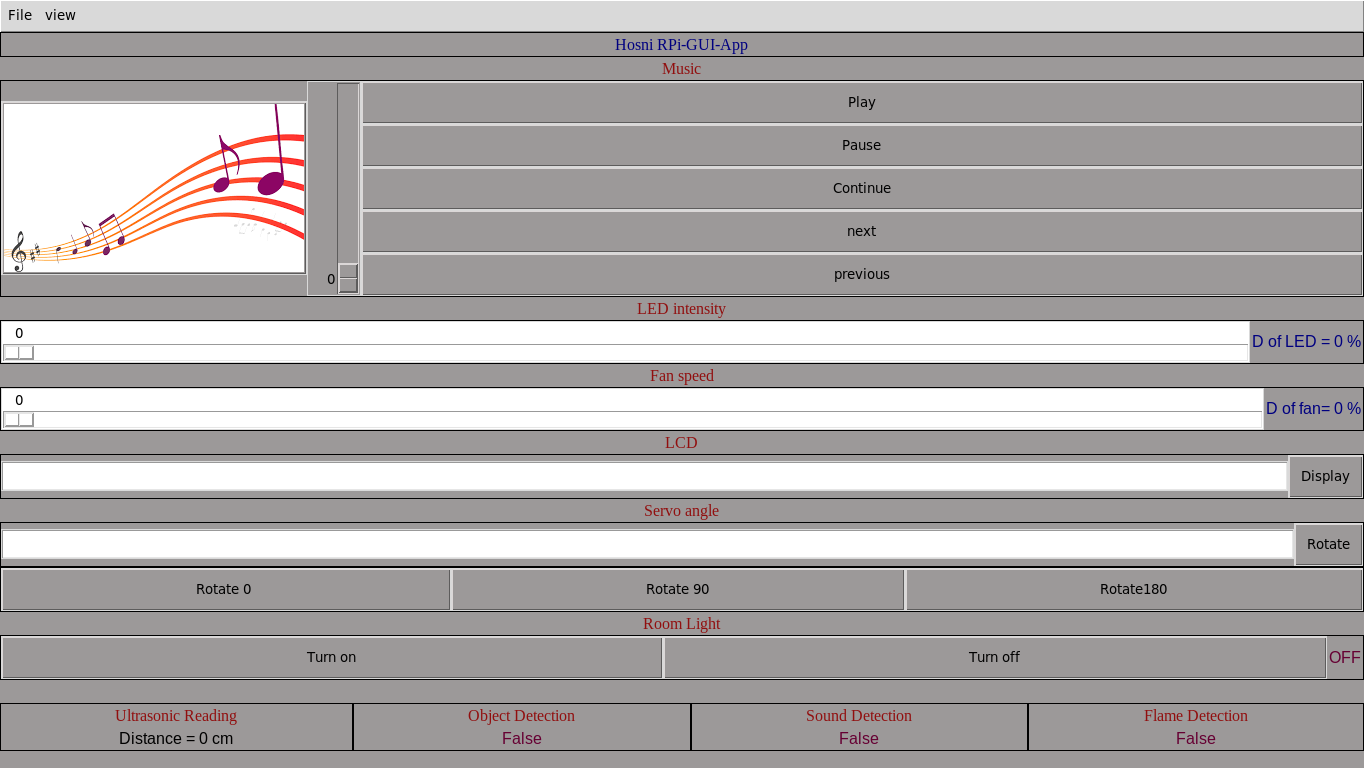 File view
Hosni RPi-GUI-App
Music
Play
Pause
Continue
next
previous
0
LED intensity
0
D of LED = 0 %
Fan speed
0
D of fan= 0 %
LCD
Display
Servo angle
Rotate
Rotate 0 Rotate 90 Rotate180
Room Light
Turn on Turn off OFF
Ultrasonic Reading Object Detection Sound Detection Flame Detection
Distance = 0 cm False False False